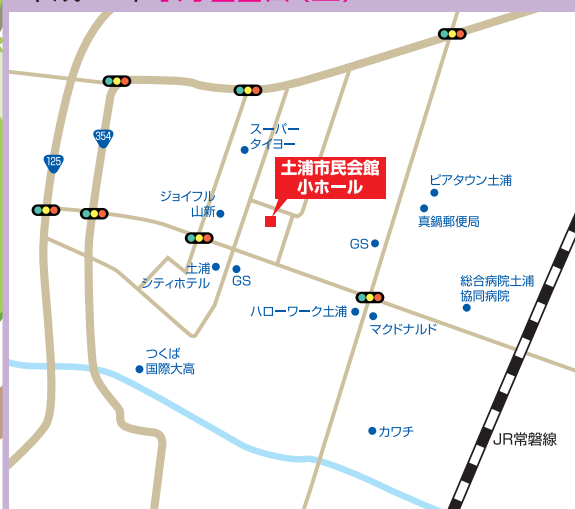 354
125
スーパー
タイヨー
土浦市民会館
小ホール
ジョイフル
山新
ピアタウン土浦
真鍋郵便局
GS
土浦
シティホテル
GS
総合病院土浦
協同病院
ハローワーク土浦
マクドナルド
つくば
国際大高
カワチ
JR常磐線